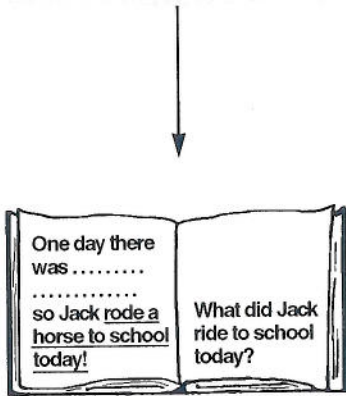 One day there
was .........
.............
so Jack rode a
horse to school
today!
What did Jack
ride to school
today?